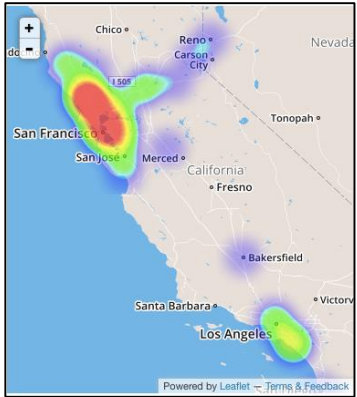 +
-
Chico
Reno
Nevada
Carson
City
I 505
Tonopah
San Francisco
San José
Merced
California
Fresno
Bakersfield
Santa Barbara
Victorv
Los Angeles
Powered by Leaflet — Terms & Feedback